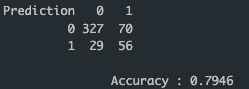 Prediction 0 1
0 327 70
1 29 56
Accuracy : 0.7946